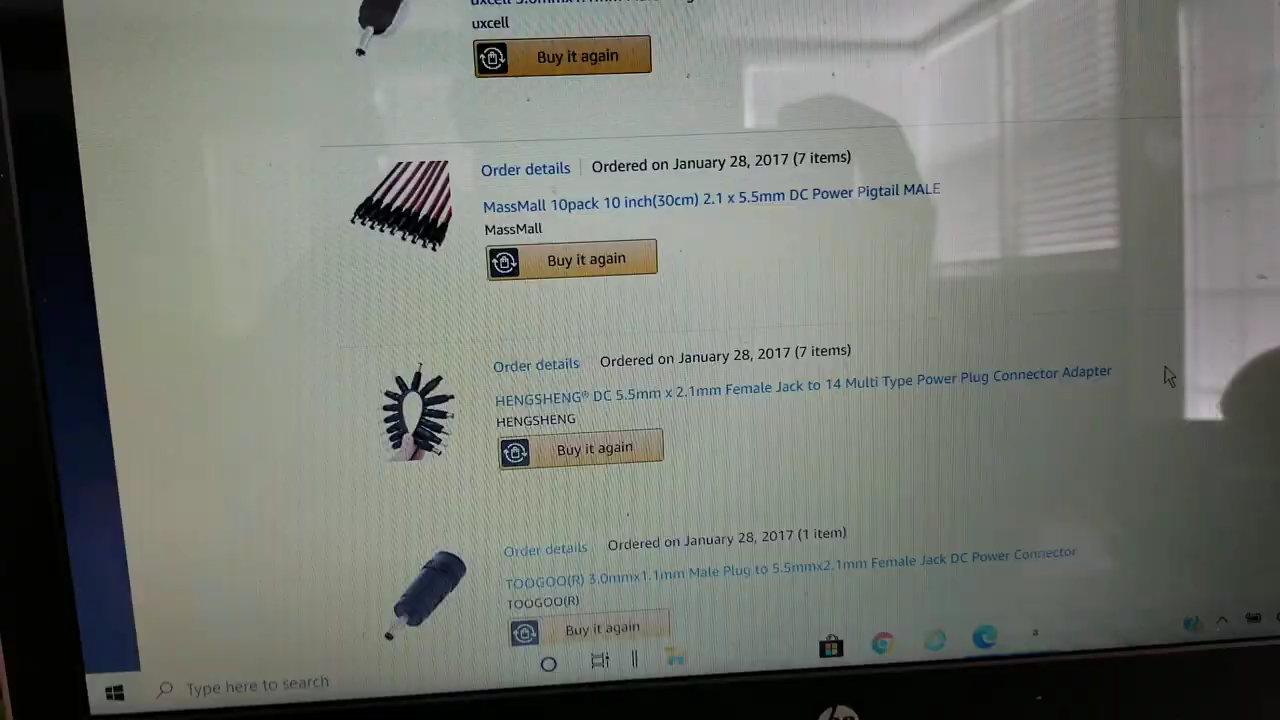 uxcell
Buy it again
Order details Ordered on January 28, 2017 (7 items)
MassMall 10pack 10 inch(30cm) 2.1 x 5.5mm DC Power Pigtail MALE
MassMall
Buy it again
Order details Ordered on January 28, 2017 (7 items)
HENGSHENG® DC 5.5mm x 2.1mm Female Jack to 14 Multi Type Power Plug Connector Adapter
HENGSHENG
Buy it again
Order details Ordered on January 28, 2017 (1 item)
TOOGOO(R) 3.0mmx1.1mm Male Plug to 5.5mmx2.1mm Female Jack DC Power Connector
TOOGOO(R)
Buy it again
Type here to search
a
hp